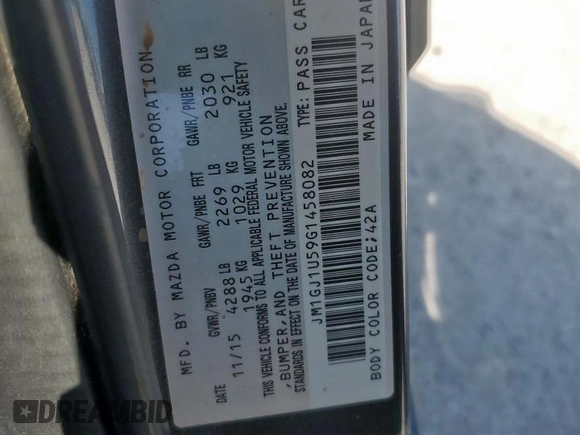 MFD. BY MAZDA MOTOR CORPORATION
GVWR/PNBV GAWR/PNBE FRT GAWR/PNBE RR
DATE
11/15 4288 LB 2269 LB 2030 LB
1945 KG 1029 KG 921 KG
THIS VEHICLE CONFORMS TO ALL APPLICABLE FEDERAL MOTOR VEHICLE SAFETY
,BUMPER,AND THEFT PREVENTION
STANDARDS IN EFFECT ON THE DATE OF MANUFACTURE SHOWN ABOVE.
JM1GJ1U59G1458082 TYPE: PASS CAR
BODY COLOR CODE;42A MADE IN JAPAN
DREAMBID